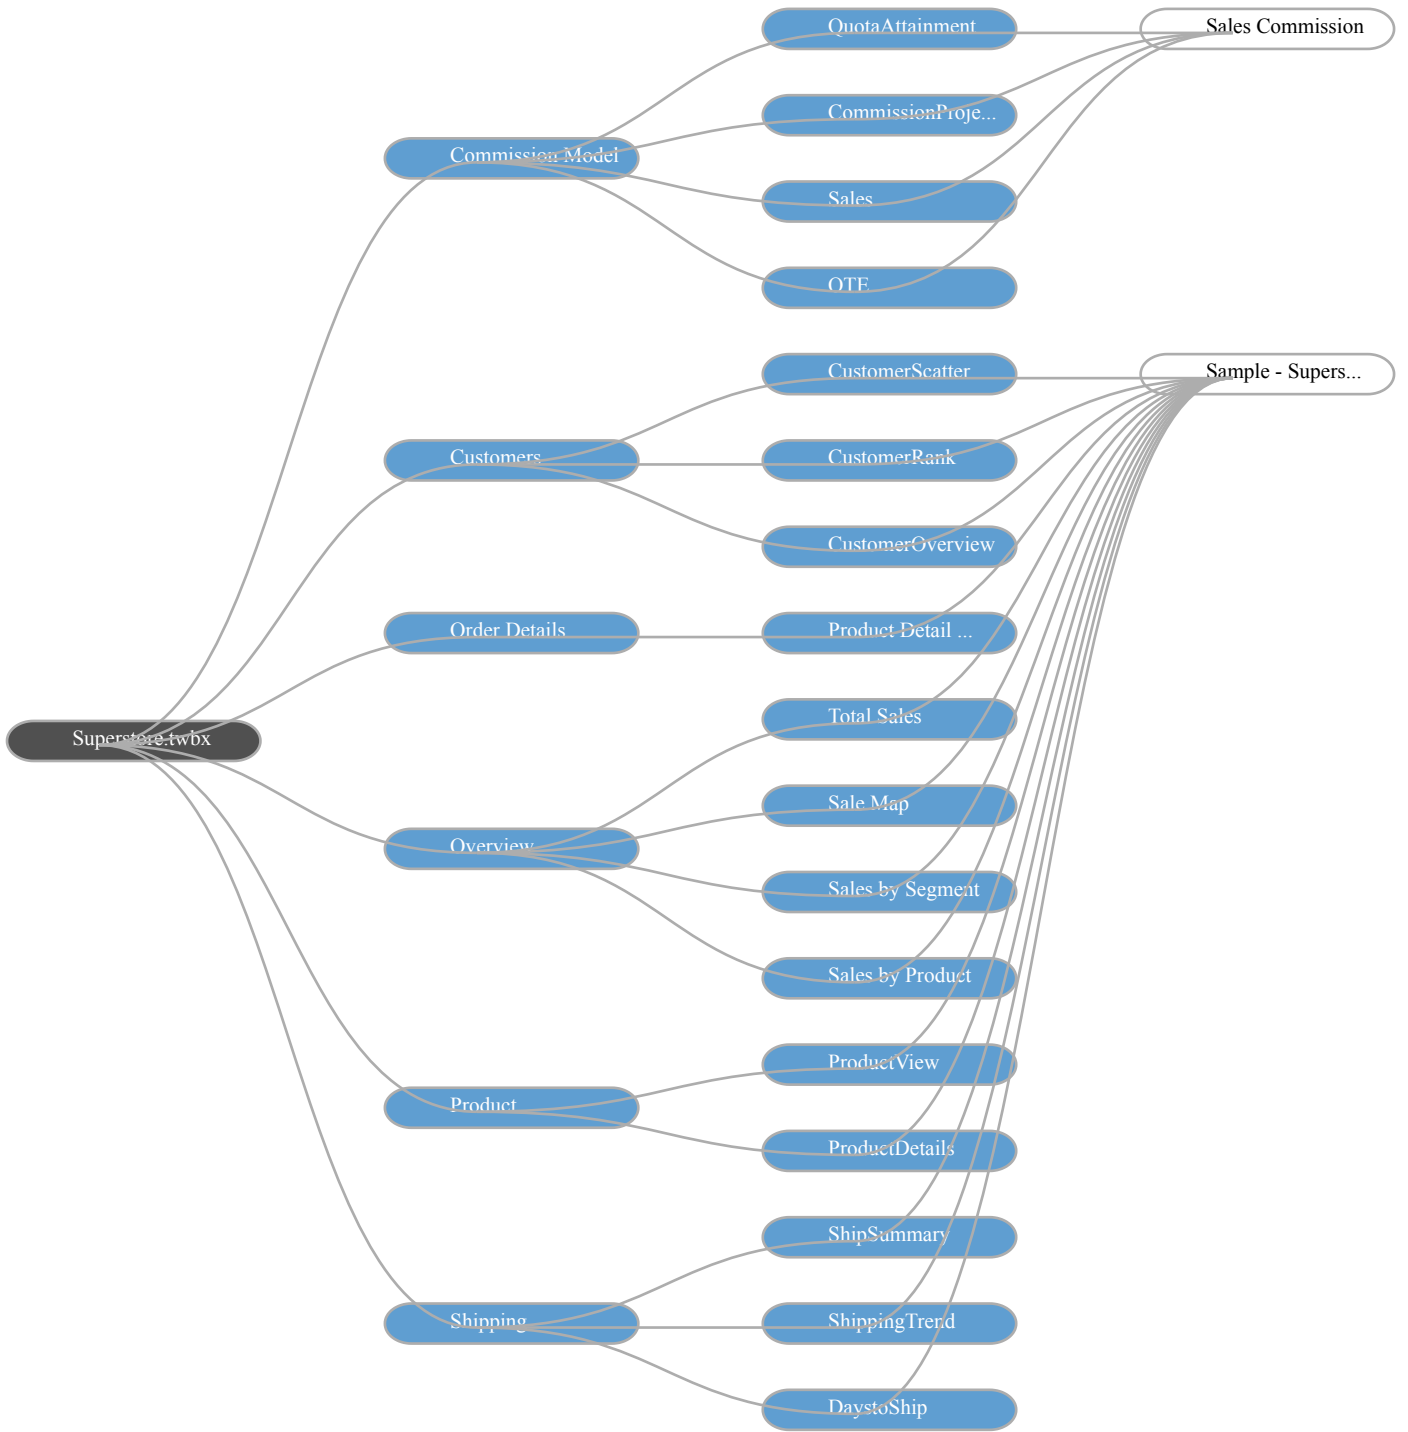 QuotaAttainment
Sales Commission
CommissionProje...
Commission Model
Sales
OTE
CustomerScatter
Sample - Supers...
Customers
CustomerRank
CustomerOverview
Order Details
Product Detail ...
Superstore.twbx
Total Sales
Sale Map
Overview
Sales by Segment
Sales by Product
ProductView
Product
ProductDetails
ShipSummary
Shipping
ShippingTrend
DaystoShip